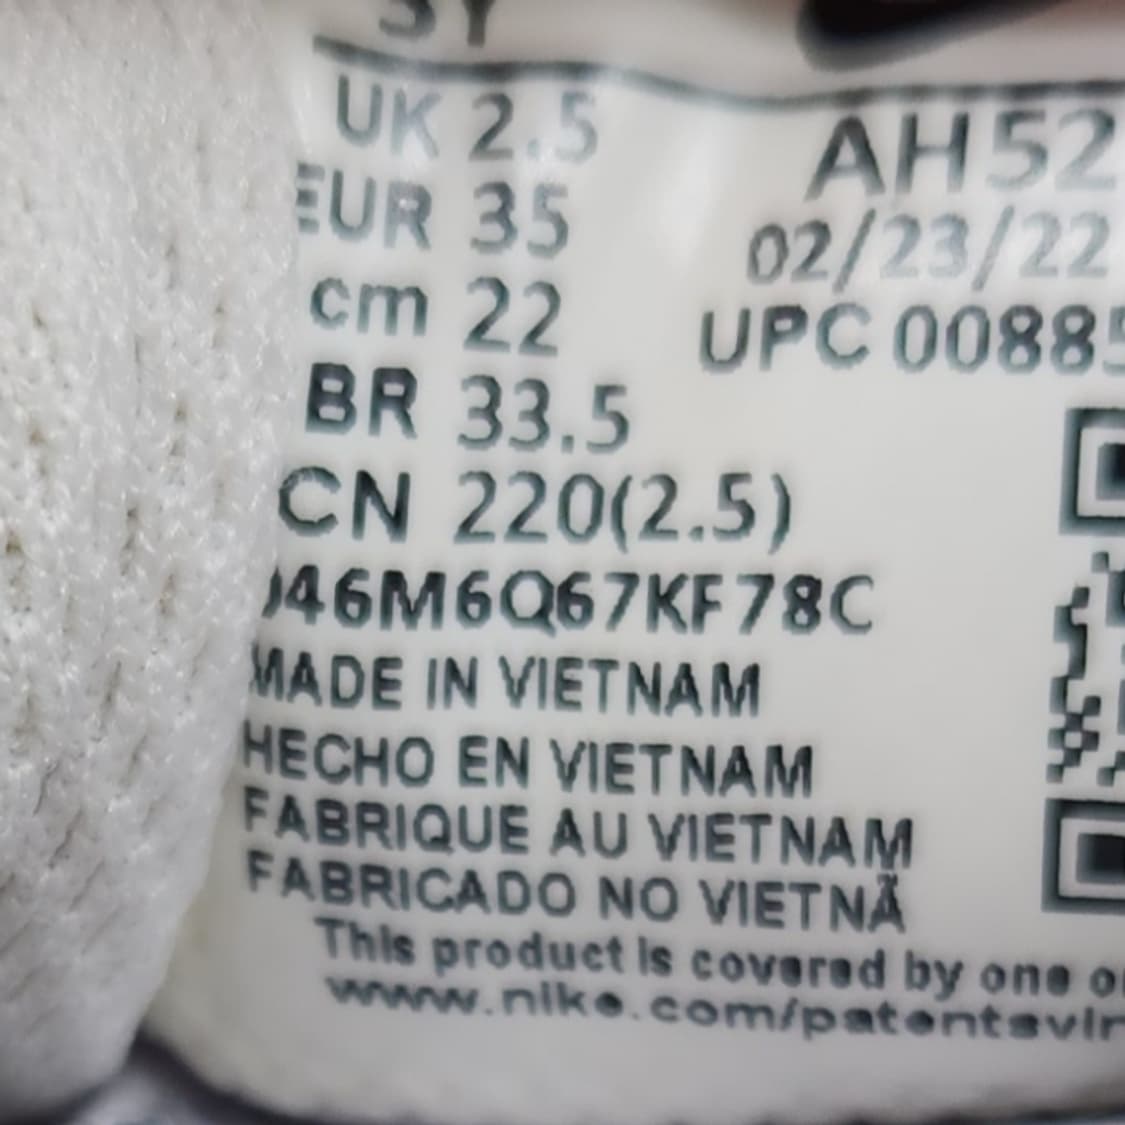 3Y
UK 2.5
EUR 35
cm 22
BR 33.5
CN 220(2.5)
46M6Q67KF78C
MADE IN VIETNAM
HECHO EN VIETNAM
FABRIQUE AU VIETNAM
FABRICADO NO VIETNÃ
This product is covered by one
www.nike.com/patents
AH52
02/23/22
UPC 0088